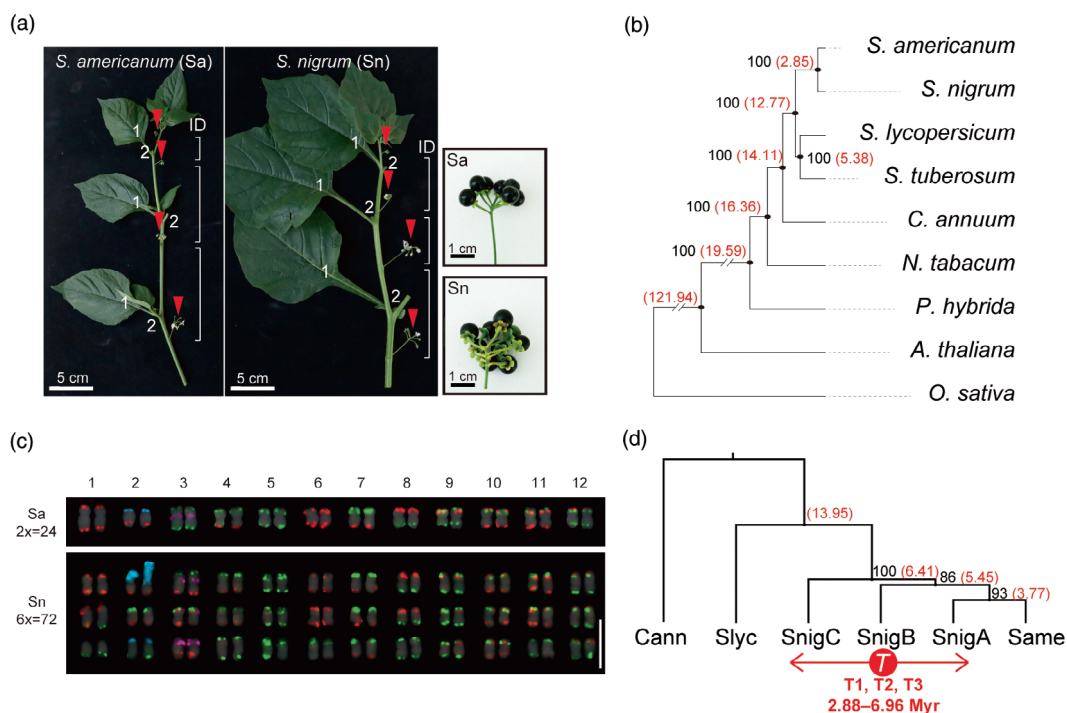 (a)
S. americanum (Sa)
S. nigrum (Sn)
ID
1
2
1
2
1
2
5 cm
ID
1
2
1
2
1
5 cm
Sa
1 cm
Sn
1 cm
(b)
S. americanum
100 (2.85)
S. nigrum
100 (12.77)
S. lycopersicum
100 (5.38)
100 (14.11)
S. tuberosum
100 (16.36)
C. annuum
100 (19.59)
N. tabacum
(121.94)
P. hybrida
A. thaliana
O. sativa
(c)
1 2 3 4 5 6 7 8 9 10 11 12
Sa
2x=24
Sn
6x=72
(d)
(13.95)
100 (6.41)
86 (5.45)
93 (3.77)
Cann Slyc SnigC SnigB SnigA Same
T
T1, T2, T3
2.88–6.96 Myr